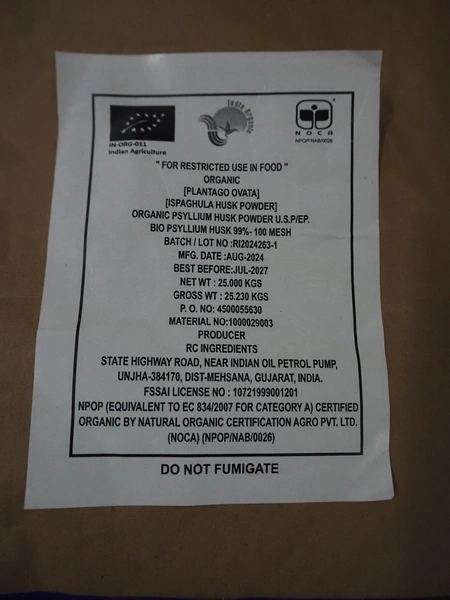 IN-ORG-011
Indian Agriculture
India Organic
NOCA
NPOP/NAB/0026
" FOR RESTRICTED USE IN FOOD "
ORGANIC
[PLANTAGO OVATA]
[ISPAGHULA HUSK POWDER]
ORGANIC PSYLLIUM HUSK POWDER U.S.P/EP.
BIO PSYLLIUM HUSK 99%- 100 MESH
BATCH / LOT NO :RI2024263-1
MFG. DATE :AUG-2024
BEST BEFORE:JUL-2027
NET WT : 25.000 KGS
GROSS WT : 25.230 KGS
P. O. NO: 4500055630
MATERIAL NO:1000029003
PRODUCER
RC INGREDIENTS
STATE HIGHWAY ROAD, NEAR INDIAN OIL PETROL PUMP,
UNJHA-384170, DIST-MEHSANA, GUJARAT, INDIA.
FSSAI LICENSE NO : 10721999001201
NPOP (EQUIVALENT TO EC 834/2007 FOR CATEGORY A) CERTIFIED
ORGANIC BY NATURAL ORGANIC CERTIFICATION AGRO PVT. LTD.
(NOCA) (NPOP/NAB/0026)
DO NOT FUMIGATE